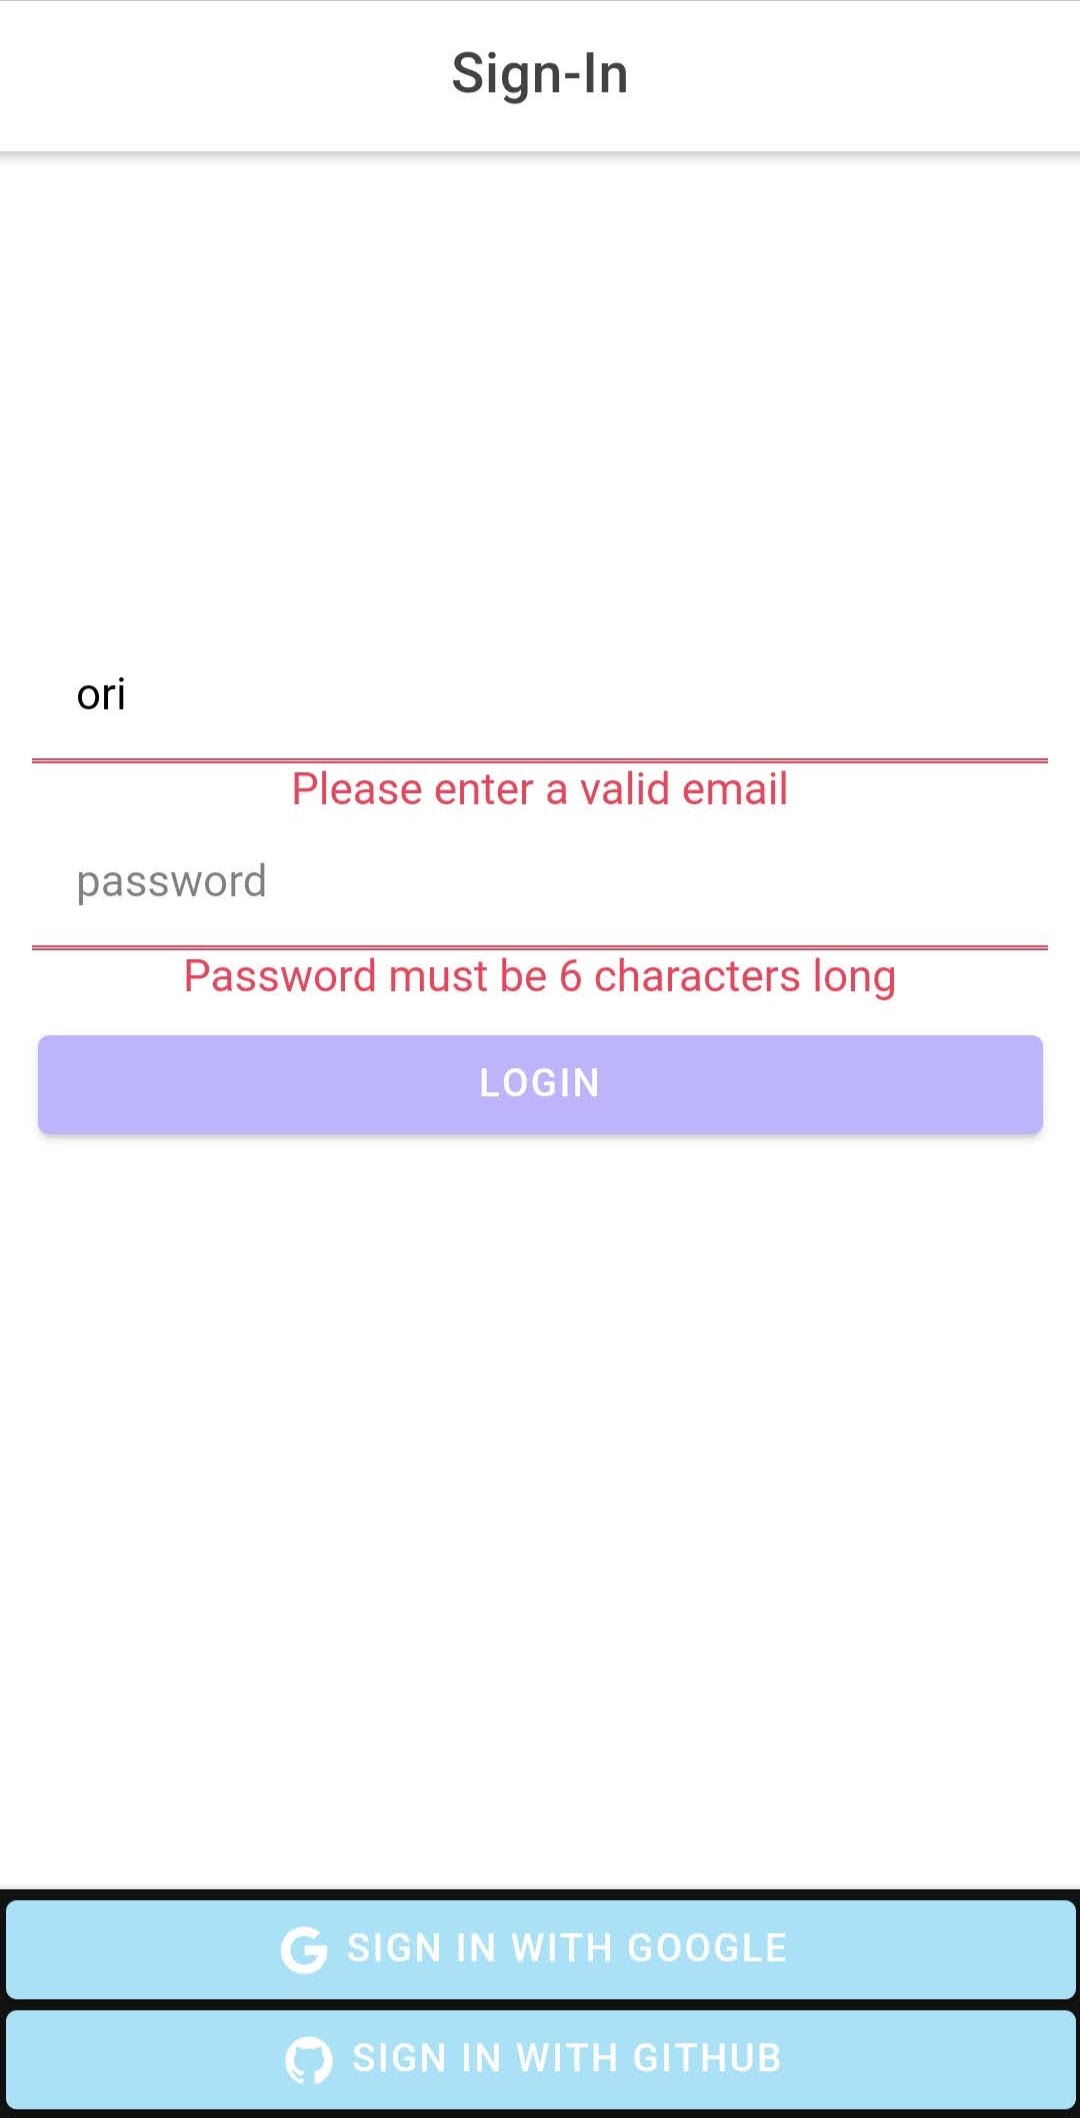 Sign-In
ori
Please enter a valid email
password
Password must be 6 characters long
LOGIN
SIGN IN WITH GOOGLE
SIGN IN WITH GITHUB